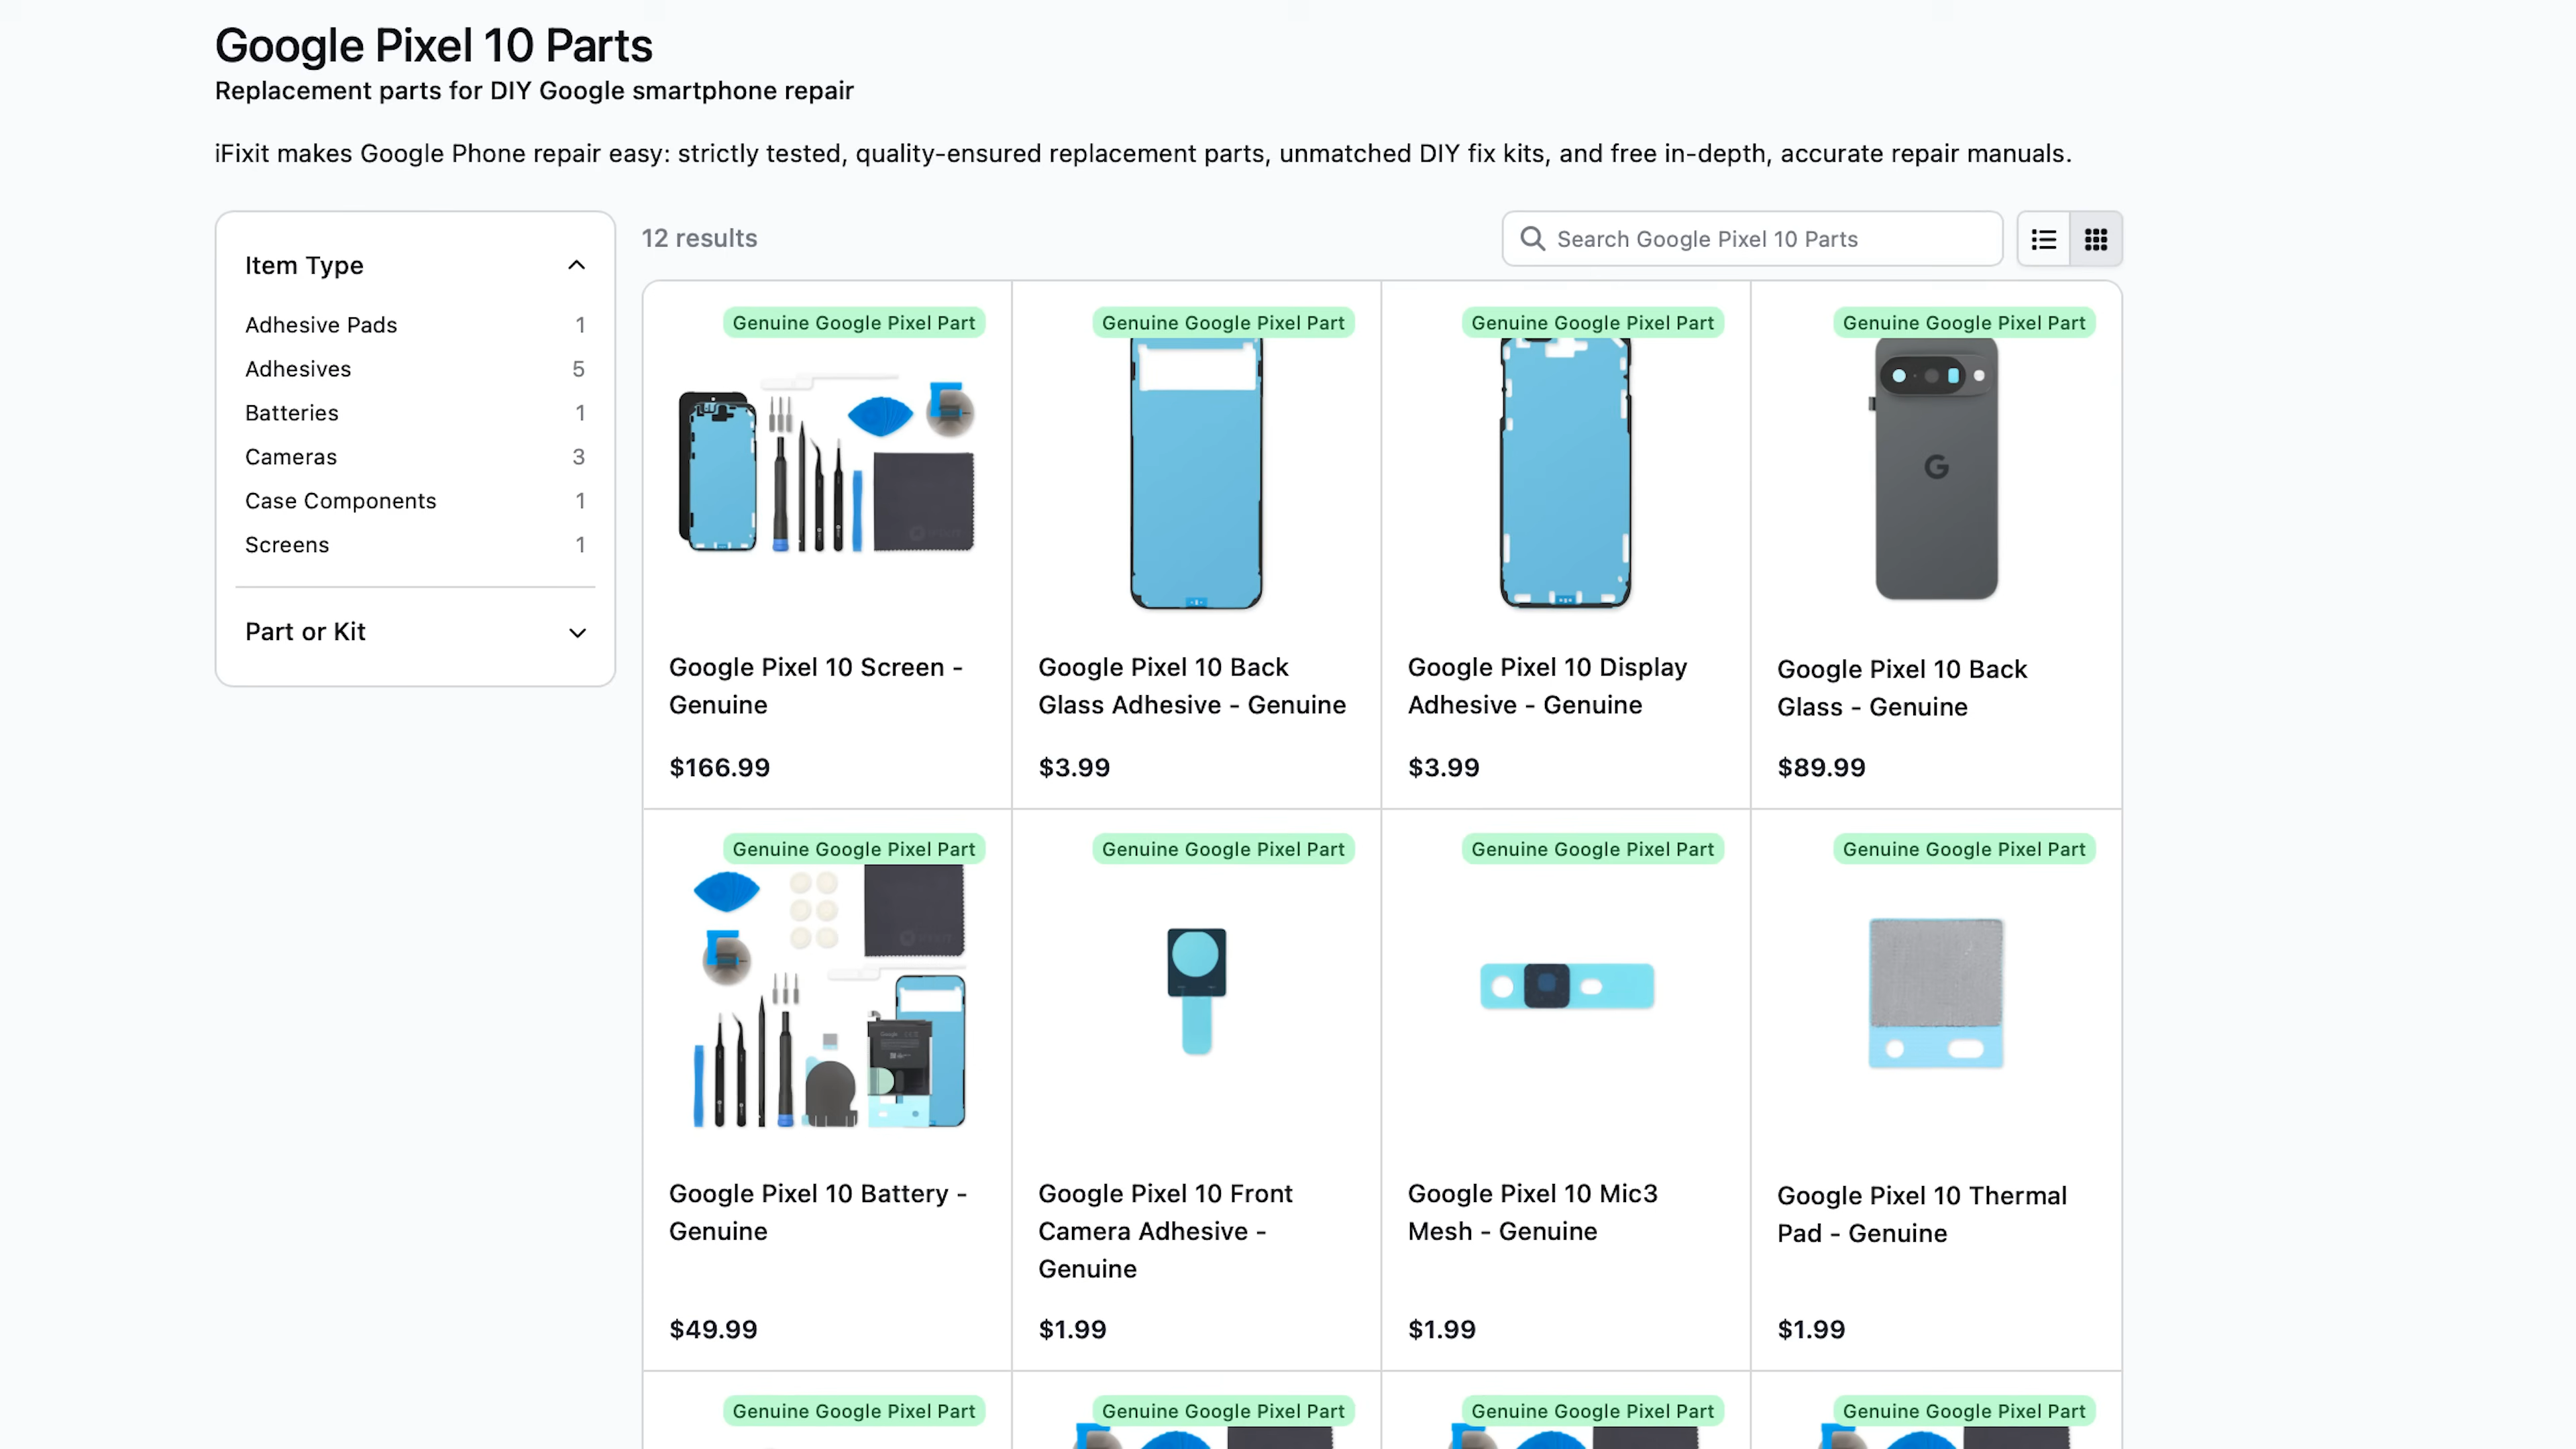 Google Pixel 10 Parts
Replacement parts for DIY Google smartphone repair
iFixit makes Google Phone repair easy: strictly tested, quality-ensured replacement parts, unmatched DIY fix kits, and free in-depth, accurate repair manuals.
Item Type
Adhesive Pads 1
Adhesives 5
Batteries 1
Cameras 3
Case Components 1
Screens 1
Part or Kit
12 results
Search Google Pixel 10 Parts
Genuine Google Pixel Part
Google Pixel 10 Screen -
Genuine
$166.99
Genuine Google Pixel Part
Google Pixel 10 Back
Glass Adhesive - Genuine
$3.99
Genuine Google Pixel Part
Google Pixel 10 Display
Adhesive - Genuine
$3.99
Genuine Google Pixel Part
G
Google Pixel 10 Back
Glass - Genuine
$89.99
Genuine Google Pixel Part
Google Pixel 10 Battery -
Genuine
$49.99
Genuine Google Pixel Part
Google Pixel 10 Front
Camera Adhesive -
Genuine
$1.99
Genuine Google Pixel Part
Google Pixel 10 Mic3
Mesh - Genuine
$1.99
Genuine Google Pixel Part
Google Pixel 10 Thermal
Pad - Genuine
$1.99
Genuine Google Pixel Part
Genuine Google Pixel Part
Genuine Google Pixel Part
Genuine Google Pixel Part